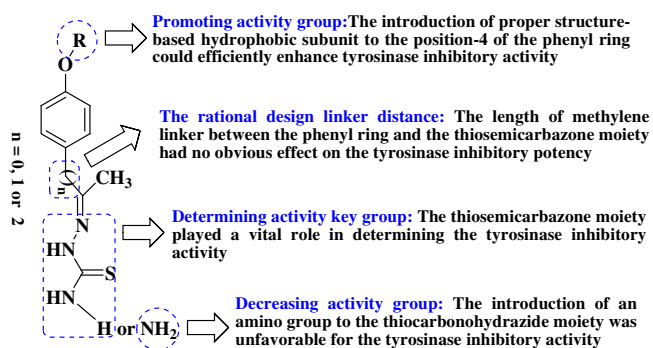 Promoting activity group:The introduction of proper structure-
based hydrophobic subunit to the position-4 of the phenyl ring
could efficiently enhance tyrosinase inhibitory activity
R
O
The rational design linker distance: The length of methylene
linker between the phenyl ring and the thiosemicarbazone moiety
had no obvious effect on the tyrosinase inhibitory potency
n = 0, 1 or 2
n
CH3
N
Determining activity key group: The thiosemicarbazone moiety
played a vital role in determining the tyrosinase inhibitory
activity
HN
S
HN
H or NH2
Decreasing activity group: The introduction of an
amino group to the thiocarbonohydrazide moiety was
unfavorable for the tyrosinase inhibitory activity